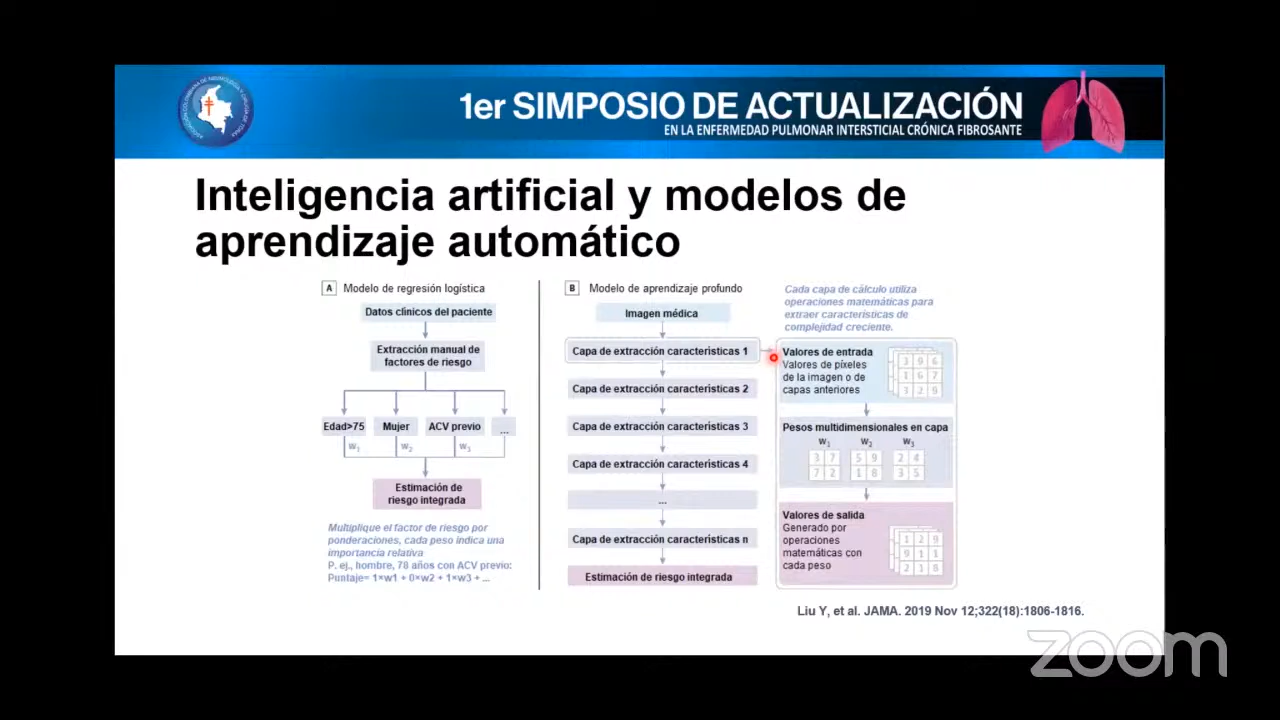 ASOCIACIÓN COLOMBIANA DE NEUMOLOGÍA Y CIRUGÍA DE TÓRAX
1er SIMPOSIO DE ACTUALIZACIÓN
EN LA ENFERMEDAD PULMONAR INTERSTICIAL CRÓNICA FIBROSANTE
Inteligencia artificial y modelos de
aprendizaje automático
A Modelo de regresión logística
Datos clínicos del paciente
Extracción manual de
factores de riesgo
Edad>75 Mujer ACV previo ...
w1 w2 w3
Estimación de
riesgo integrada
Multiplique el factor de riesgo por
ponderaciones, cada peso indica una
importancia relativa
P. ej., hombre, 78 años con ACV previo:
Puntaje= 1×w1 + 0×w2 + 1×w3 + ...
B Modelo de aprendizaje profundo
Imagen médica
Capa de extracción características 1
Capa de extracción características 2
Capa de extracción características 3
Capa de extracción características 4
...
Capa de extracción características n
Estimación de riesgo integrada
Cada capa de cálculo utiliza
operaciones matemáticas para
extraer características de
complejidad creciente.
Valores de entrada
Valores de píxeles
de la imagen o de
capas anteriores
3 9 6
1 6 7
3 2 9
Pesos multidimensionales en capa
w1 w2 w3
3 7 5 9 2 4
7 2 1 8 3 5
Valores de salida
Generado por
operaciones
matemáticas con
cada peso
1 2 9
9 1 1
2 1 8
Liu Y, et al. JAMA. 2019 Nov 12;322(18):1806-1816.
zoom